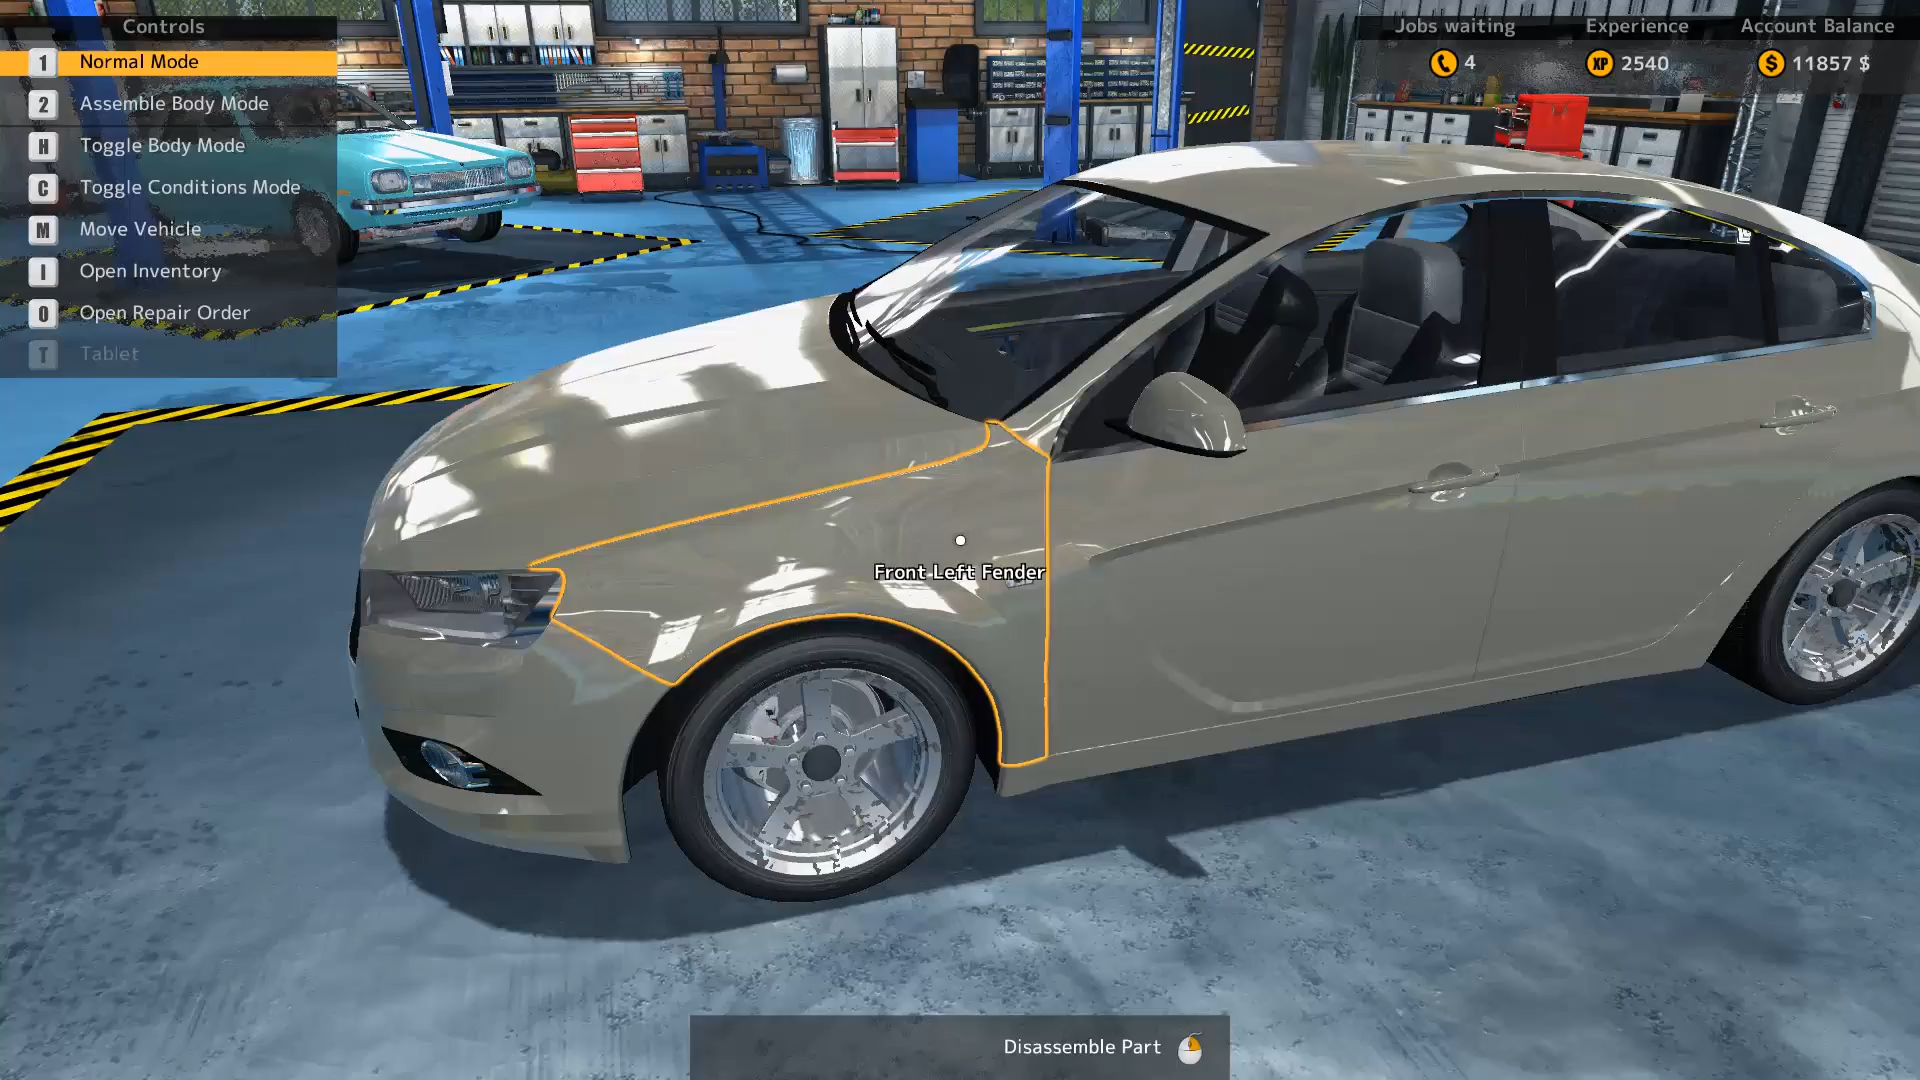 Controls
1 Normal Mode
2 Assemble Body Mode
H Toggle Body Mode
C Toggle Conditions Mode
M Move Vehicle
I Open Inventory
O Open Repair Order
T Tablet
Jobs waiting
4
Experience
XP 2540
Account Balance
$ 11857 $
Front Left Fender
Disassemble Part